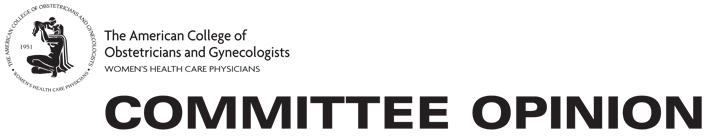 THE AMERICAN COLLEGE OF OBSTETRICIANS AND GYNECOLOGISTS
1951
WOMEN'S HEALTH CARE PHYSICIANS
The American College of
Obstetricians and Gynecologists
WOMEN'S HEALTH CARE PHYSICIANS
COMMITTEE OPINION